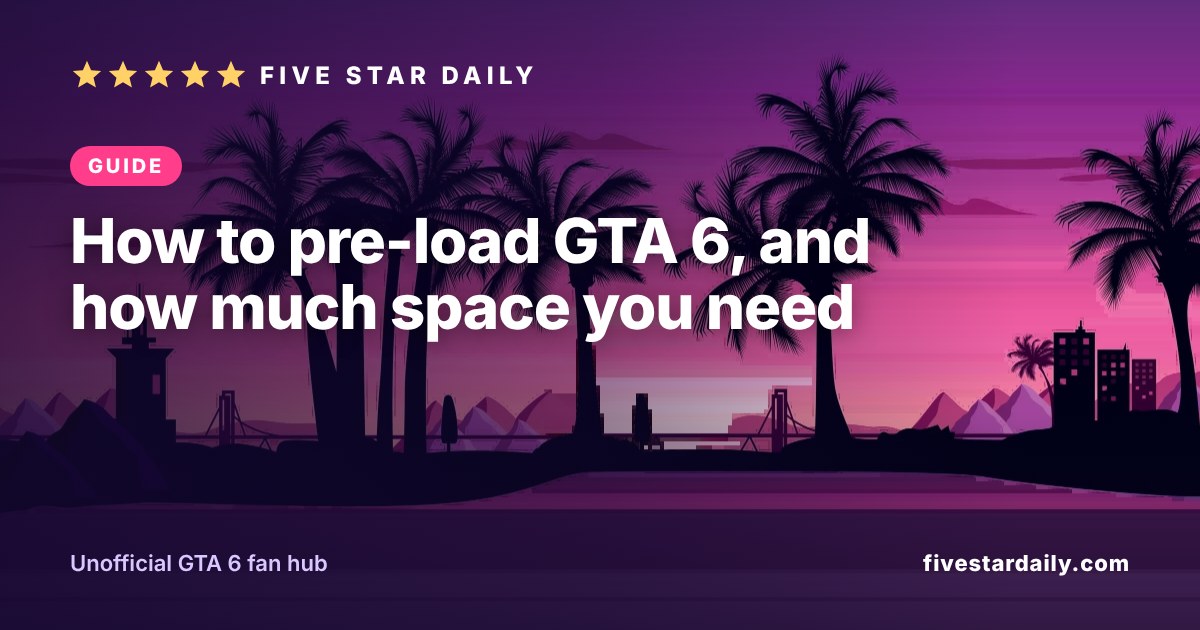 FIVE STAR DAILY
GUIDE
How to pre-load GTA 6, and
how much space you need
Unofficial GTA 6 fan hub
fivestardaily.com